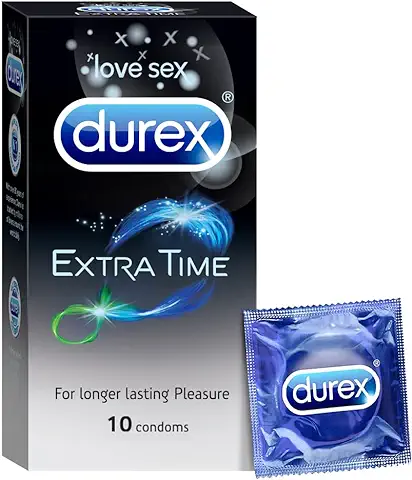 love sex
durex®
EXTRA TIME
For longer lasting Pleasure
10 condoms
durex®